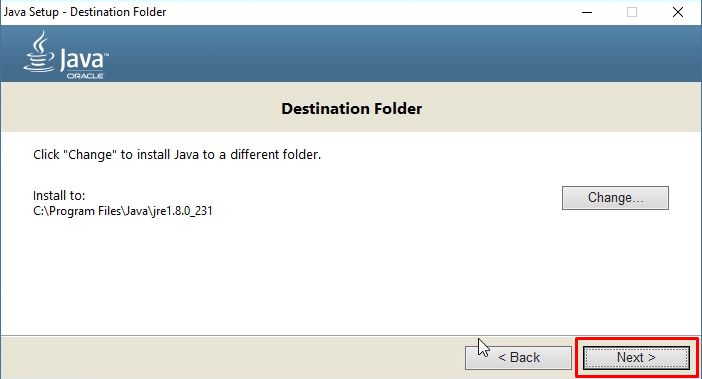 Java Setup - Destination Folder
Java™
ORACLE
Destination Folder
Click "Change" to install Java to a different folder.
Install to:
C:\Program Files\Java\jre1.8.0_231
Change...
< Back
Next >